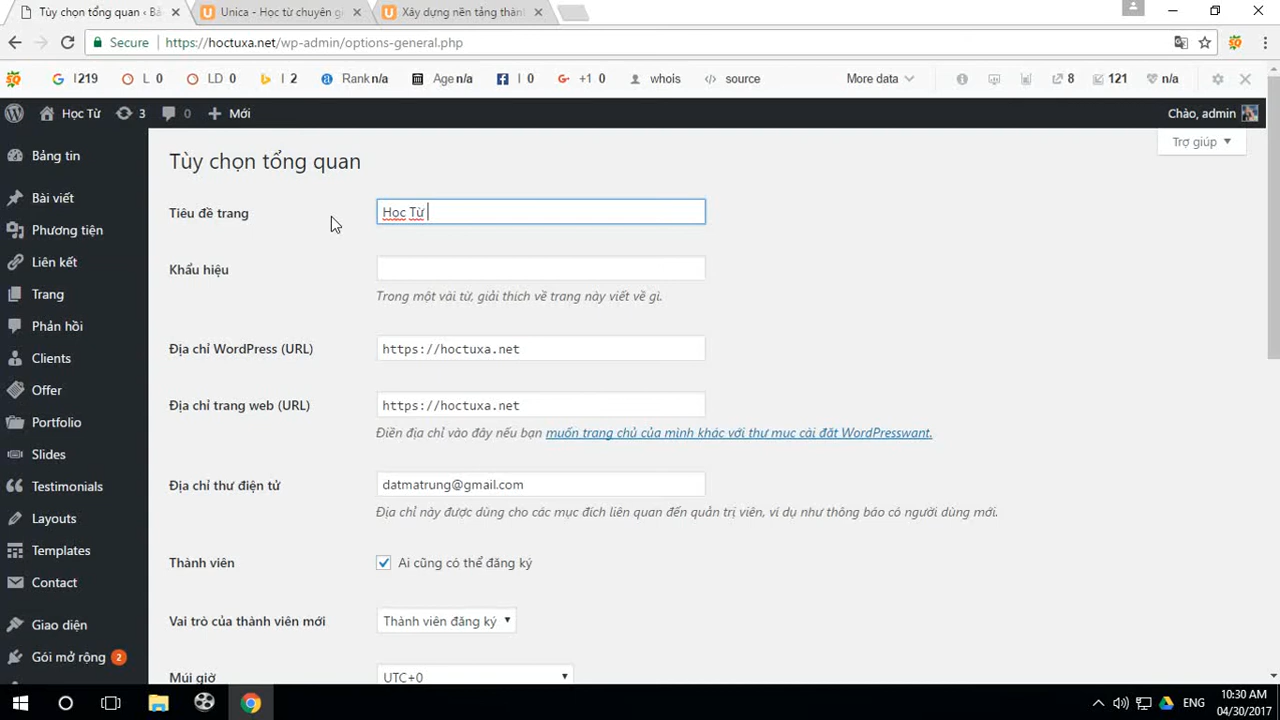 Tùy chọn tổng quan ‹ Bả
Unica - Học từ chuyên g
Xây dựng nền tảng thàn
Secure
https://hoctuxa.net/wp-admin/options-general.php
I 219
L 0
LD 0
I 2
Rank n/a
Age n/a
I 0
+1 0
whois
source
More data
8
121
n/a
Học Từ
3
0
Mới
Chào, admin
Trợ giúp
Bảng tin
Bài viết
Phương tiện
Liên kết
Trang
Phản hồi
Clients
Offer
Portfolio
Slides
Testimonials
Layouts
Templates
Contact
Giao diện
Gói mở rộng 2
Tùy chọn tổng quan
Tiêu đề trang
Học Từ
Khẩu hiệu
Trong một vài từ, giải thích về trang này viết về gì.
Địa chỉ WordPress (URL)
https://hoctuxa.net
Địa chỉ trang web (URL)
https://hoctuxa.net
Điền địa chỉ vào đây nếu bạn muốn trang chủ của mình khác với thư mục cài đặt WordPresswant.
Địa chỉ thư điện tử
datmatrung@gmail.com
Địa chỉ này được dùng cho các mục đích liên quan đến quản trị viên, ví dụ như thông báo có người dùng mới.
Thành viên
Ai cũng có thể đăng ký
Vai trò của thành viên mới
Thành viên đăng ký
Múi giờ
UTC+0
ENG
10:30 AM
04/30/2017